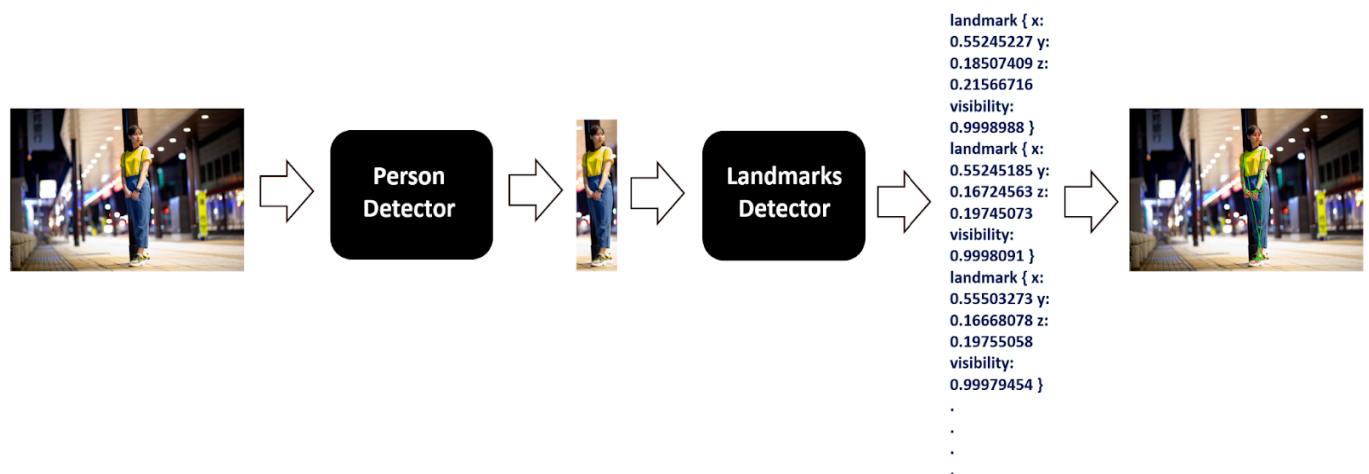 Person
Detector
Landmarks
Detector
landmark { x:
0.55245227 y:
0.18507409 z:
0.21566716
visibility:
0.9998988 }
landmark { x:
0.55245185 y:
0.16724563 z:
0.19745073
visibility:
0.9998091 }
landmark { x:
0.55503273 y:
0.16668078 z:
0.19755058
visibility:
0.99979454 }
.
.
.
.